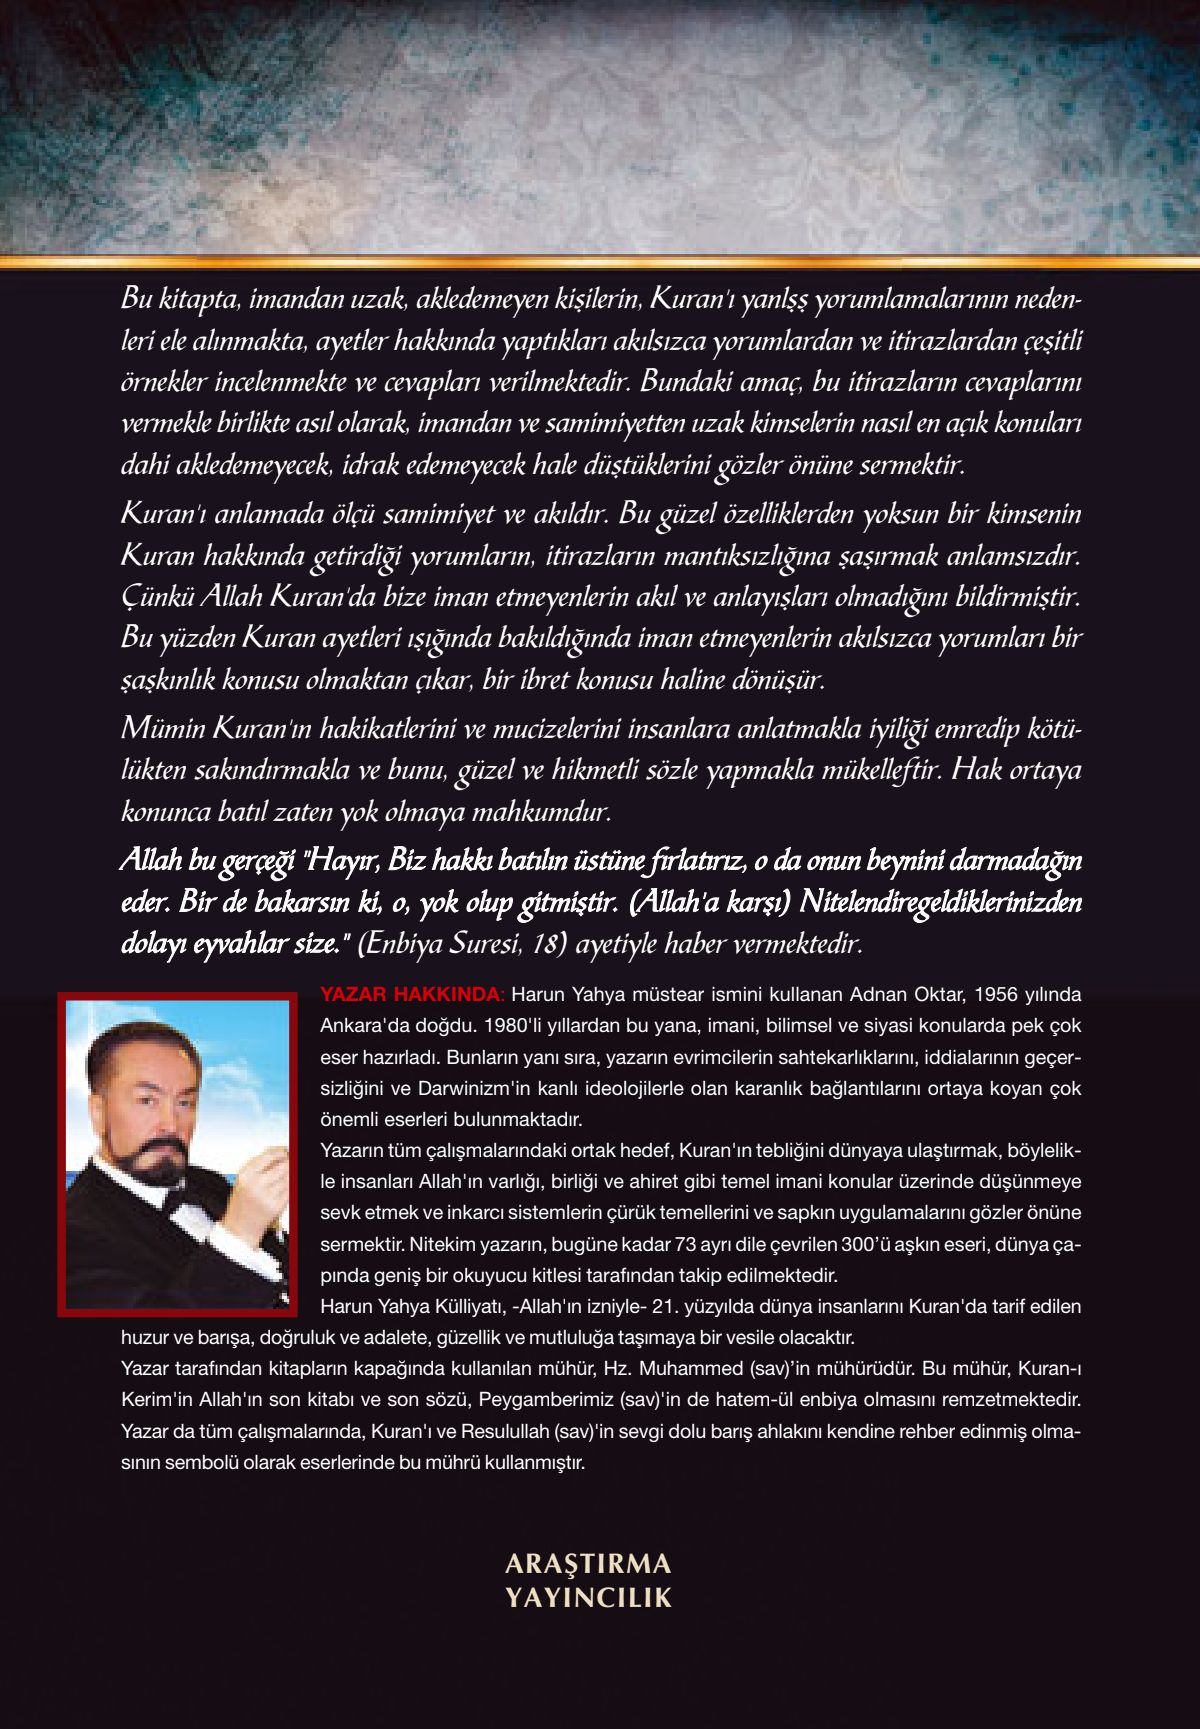 Bu kitapta, imandan uzak, akledemeyen kişilerin, Kuran'ı yanlşş yorumlamalarının neden-
leri ele alınmakta, ayetler hakkında yaptıkları akılsızca yorumlardan ve itirazlardan çeşitli
örnekler incelenmekte ve cevapları verilmektedir. Bundaki amaç, bu itirazların cevaplarını
vermekle birlikte asıl olarak, imandan ve samimiyetten uzak kimselerin nasıl en açık konuları
dahi akledemeyecek, idrak edemeyecek hale düştüklerini gözler önüne sermektir.
Kuran'ı anlamada ölçü samimiyet ve akıldır. Bu güzel özelliklerden yoksun bir kimsenin
Kuran hakkında getirdiği yorumların, itirazların mantıksızlığına şaşırmak anlamsızdır.
Çünkü Allah Kuran'da bize iman etmeyenlerin akıl ve anlayışları olmadığını bildirmiştir.
Bu yüzden Kuran ayetleri ışığında bakıldığında iman etmeyenlerin akılsızca yorumları bir
şaşkınlık konusu olmaktan çıkar, bir ibret konusu haline dönüşür.
Mümin Kuran'ın hakikatlerini ve mucizelerini insanlara anlatmakla iyiliği emredip kötü-
lükten sakındırmakla ve bunu, güzel ve hikmetli sözle yapmakla mükelleftir. Hak ortaya
konunca batıl zaten yok olmaya mahkumdur.
Allah bu gerçeği "Hayır, Biz hakkı batılın üstüne fırlatırız, o da onun beynini darmadağın
eder. Bir de bakarsın ki, o, yok olup gitmiştir. (Allah'a karşı) Nitelendiregeldiklerinizden
dolayı eyvahlar size." (Enbiya Suresi, 18) ayetiyle haber vermektedir.
YAZAR HAKKINDA: Harun Yahya müstear ismini kullanan Adnan Oktar, 1956 yılında
Ankara'da doğdu. 1980'li yıllardan bu yana, imani, bilimsel ve siyasi konularda pek çok
eser hazırladı. Bunların yanı sıra, yazarın evrimcilerin sahtekarlıklarını, iddialarının geçer-
sizliğini ve Darwinizm'in kanlı ideolojilerle olan karanlık bağlantılarını ortaya koyan çok
önemli eserleri bulunmaktadır.
Yazarın tüm çalışmalarındaki ortak hedef, Kuran'ın tebliğini dünyaya ulaştırmak, böylelik-
le insanları Allah'ın varlığı, birliği ve ahiret gibi temel imani konular üzerinde düşünmeye
sevk etmek ve inkarcı sistemlerin çürük temellerini ve sapkın uygulamalarını gözler önüne
sermektir. Nitekim yazarın, bugüne kadar 73 ayrı dile çevrilen 300’ü aşkın eseri, dünya ça-
pında geniş bir okuyucu kitlesi tarafından takip edilmektedir.
Harun Yahya Külliyatı, -Allah'ın izniyle- 21. yüzyılda dünya insanlarını Kuran'da tarif edilen
huzur ve barışa, doğruluk ve adalete, güzellik ve mutluluğa taşımaya bir vesile olacaktır.
Yazar tarafından kitapların kapağında kullanılan mühür, Hz. Muhammed (sav)’in mühürüdür. Bu mühür, Kuran-ı
Kerim'in Allah'ın son kitabı ve son sözü, Peygamberimiz (sav)'in de hatem-ül enbiya olmasını remzetmektedir.
Yazar da tüm çalışmalarında, Kuran'ı ve Resulullah (sav)'in sevgi dolu barış ahlakını kendine rehber edinmiş olma-
sının sembolü olarak eserlerinde bu mührü kullanmıştır.
ARAŞTIRMA
YAYINCILIK